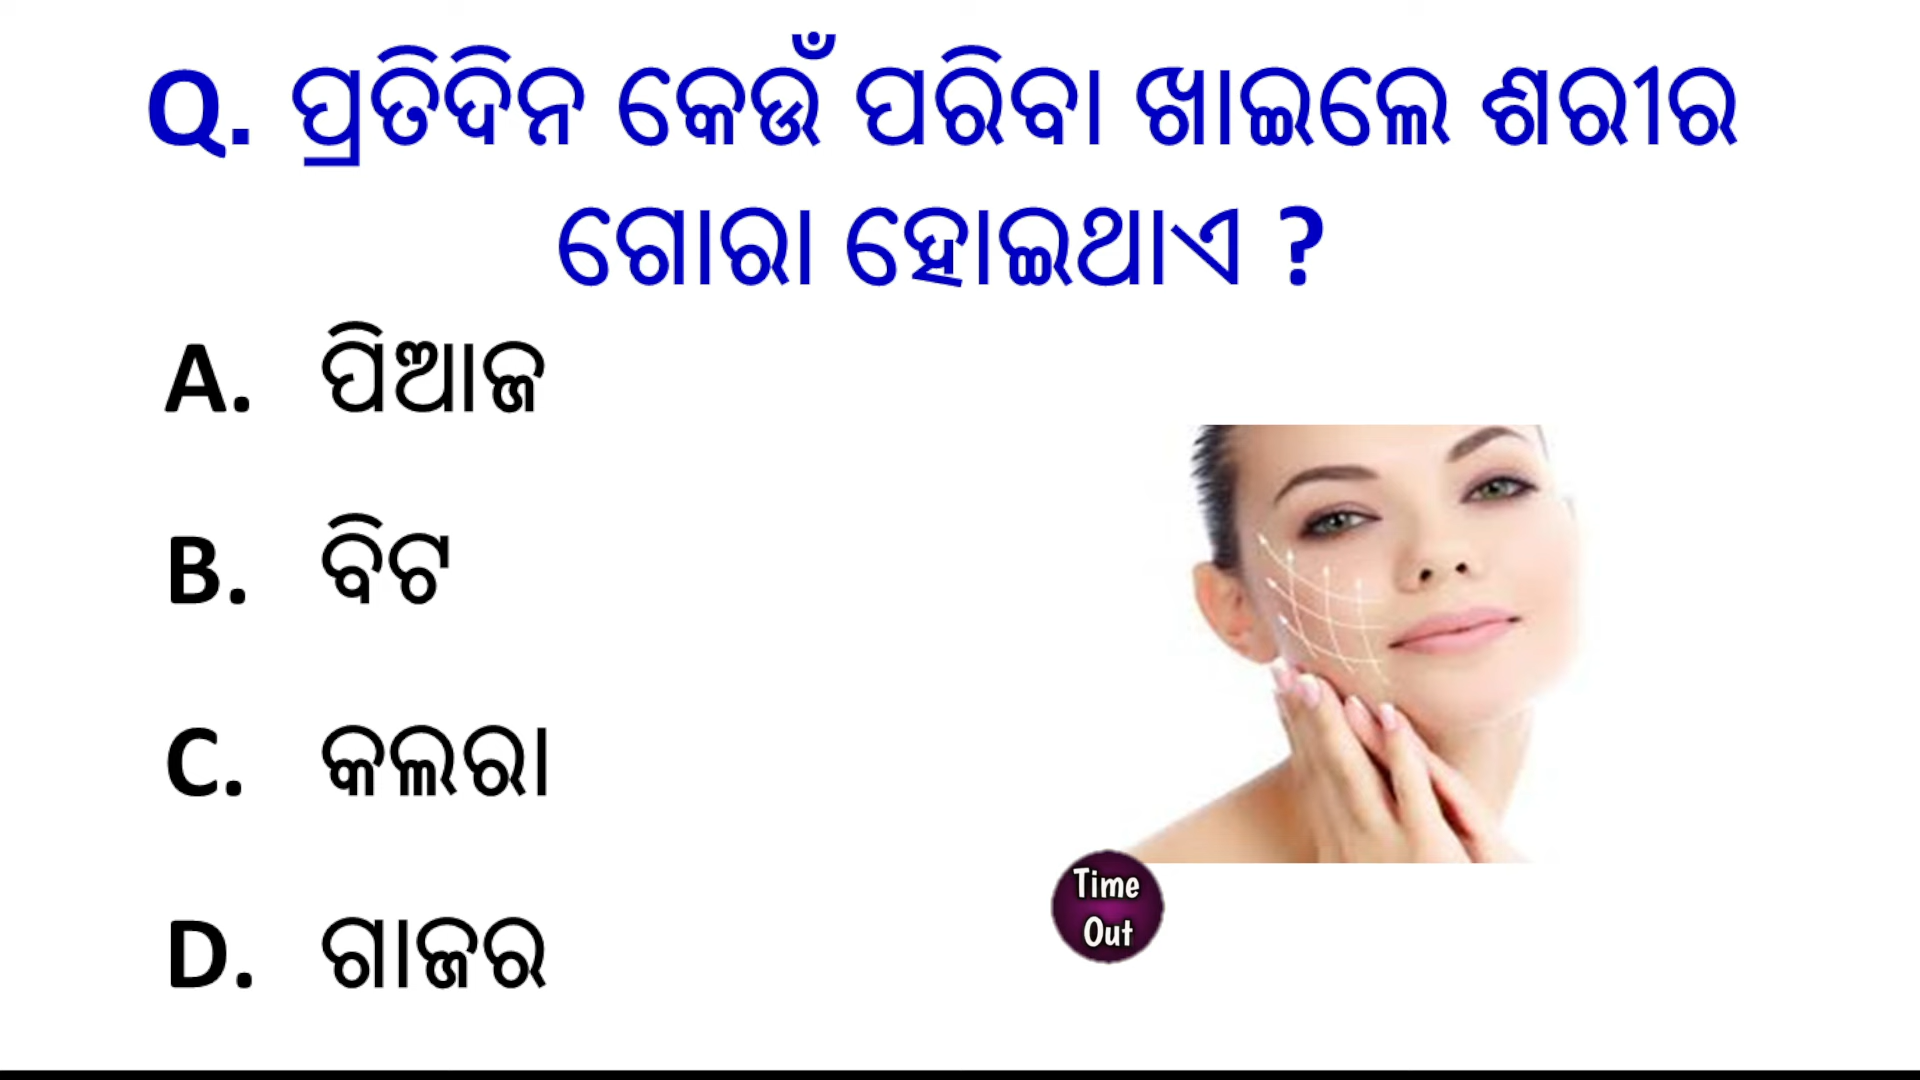 Q. ପ୍ରତିଦିନ କେଉଁ ପରିବା ଖାଇଲେ ଶରୀର
ଗୋରା ହୋଇଥାଏ ?
A. ପିଆଜ
B. ବିଟ
C. କଲରା
D. ଗାଜର
Time
Out